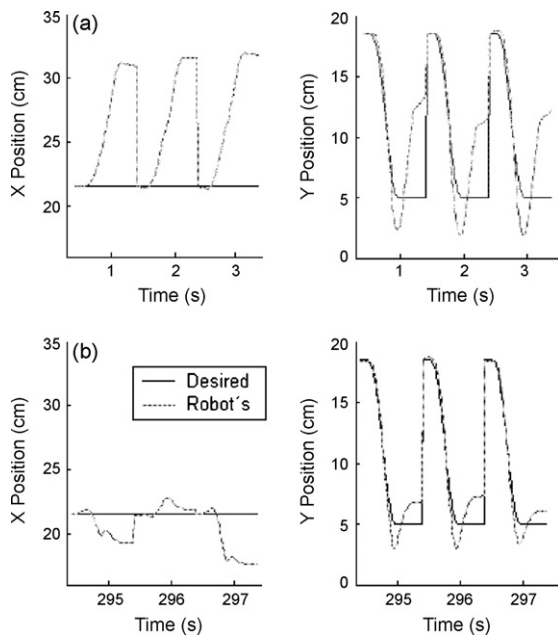 (a)
X Position (cm)
35
30
25
20
1 2 3
Time (s)
Y Position (cm)
20
15
10
5
0
1 2 3
Time (s)
(b)
X Position (cm)
35
30
25
20
Desired
Robot´s
295 296 297
Time (s)
Y Position (cm)
20
15
10
5
0
295 296 297
Time (s)